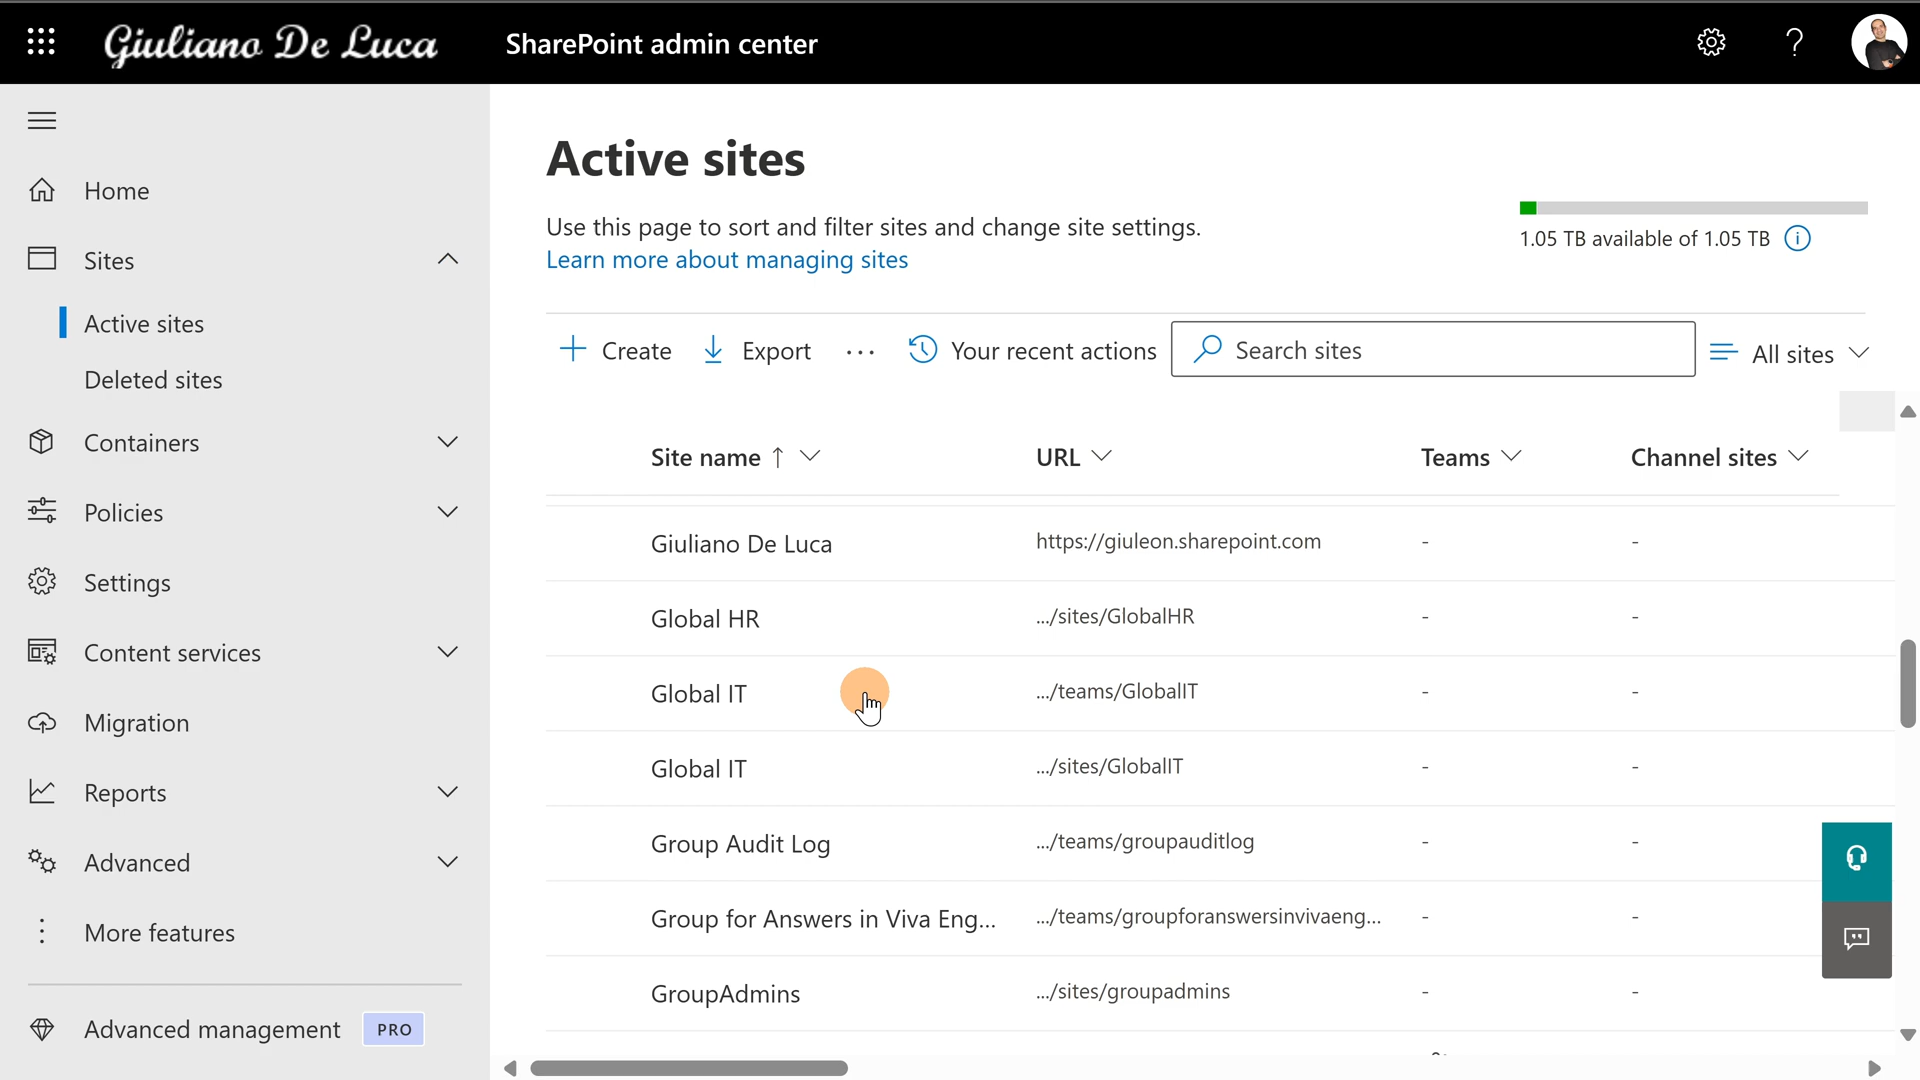 Giuliano De Luca
SharePoint admin center
Home
Sites
Active sites
Deleted sites
Containers
Policies
Settings
Content services
Migration
Reports
Advanced
More features
Advanced management PRO
Active sites
Use this page to sort and filter sites and change site settings.
Learn more about managing sites
1.05 TB available of 1.05 TB
Create Export ... Your recent actions Search sites All sites
Site name ↑ URL Teams Channel sites
Giuliano De Luca https://giuleon.sharepoint.com - -
Global HR .../sites/GlobalHR - -
Global IT .../teams/GlobalIT - -
Global IT .../sites/GlobalIT - -
Group Audit Log .../teams/groupauditlog - -
Group for Answers in Viva Eng... .../teams/groupforanswersinvivaeng... - -
GroupAdmins .../sites/groupadmins - -